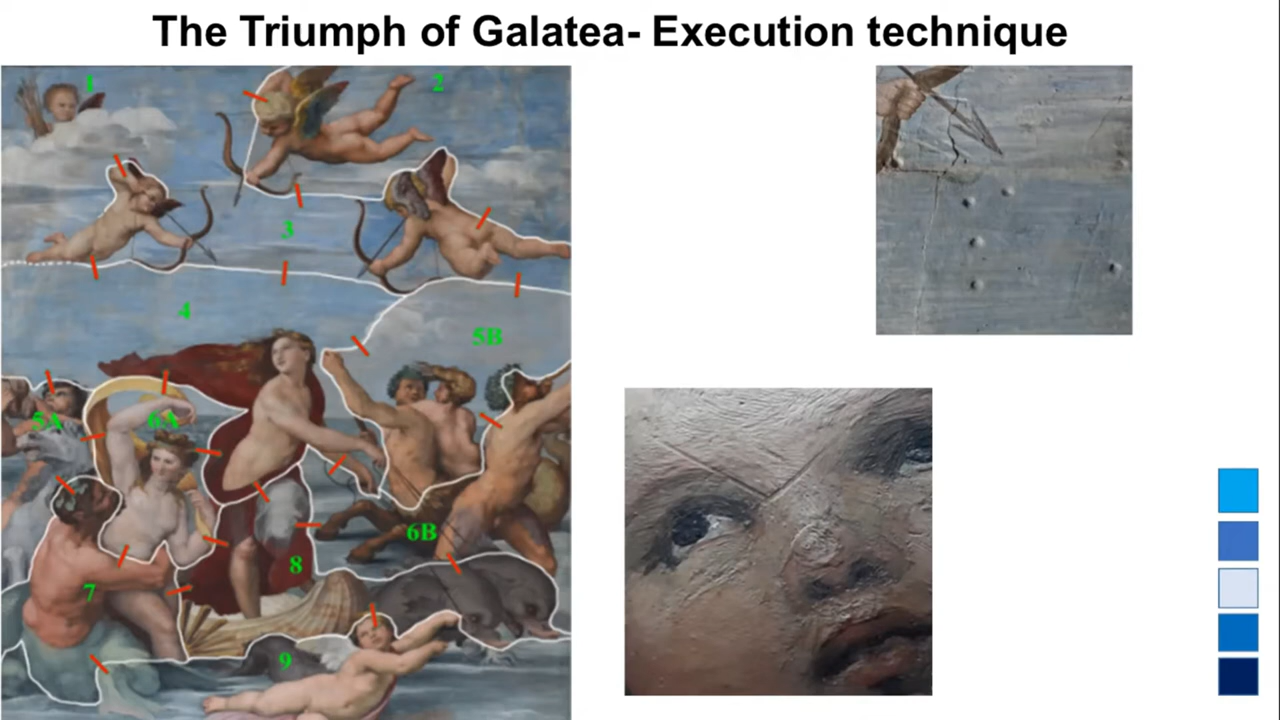 The Triumph of Galatea- Execution technique
1
2
3
4
5B
5A
6A
6B
8
7
9